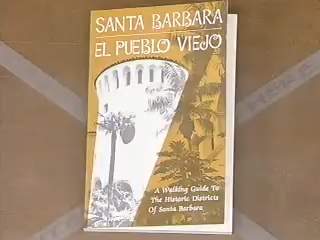 SANTA BARBARA
EL PUEBLO VIEJO
A Walking Guide To
The Historic Districts
Of Santa Barbara